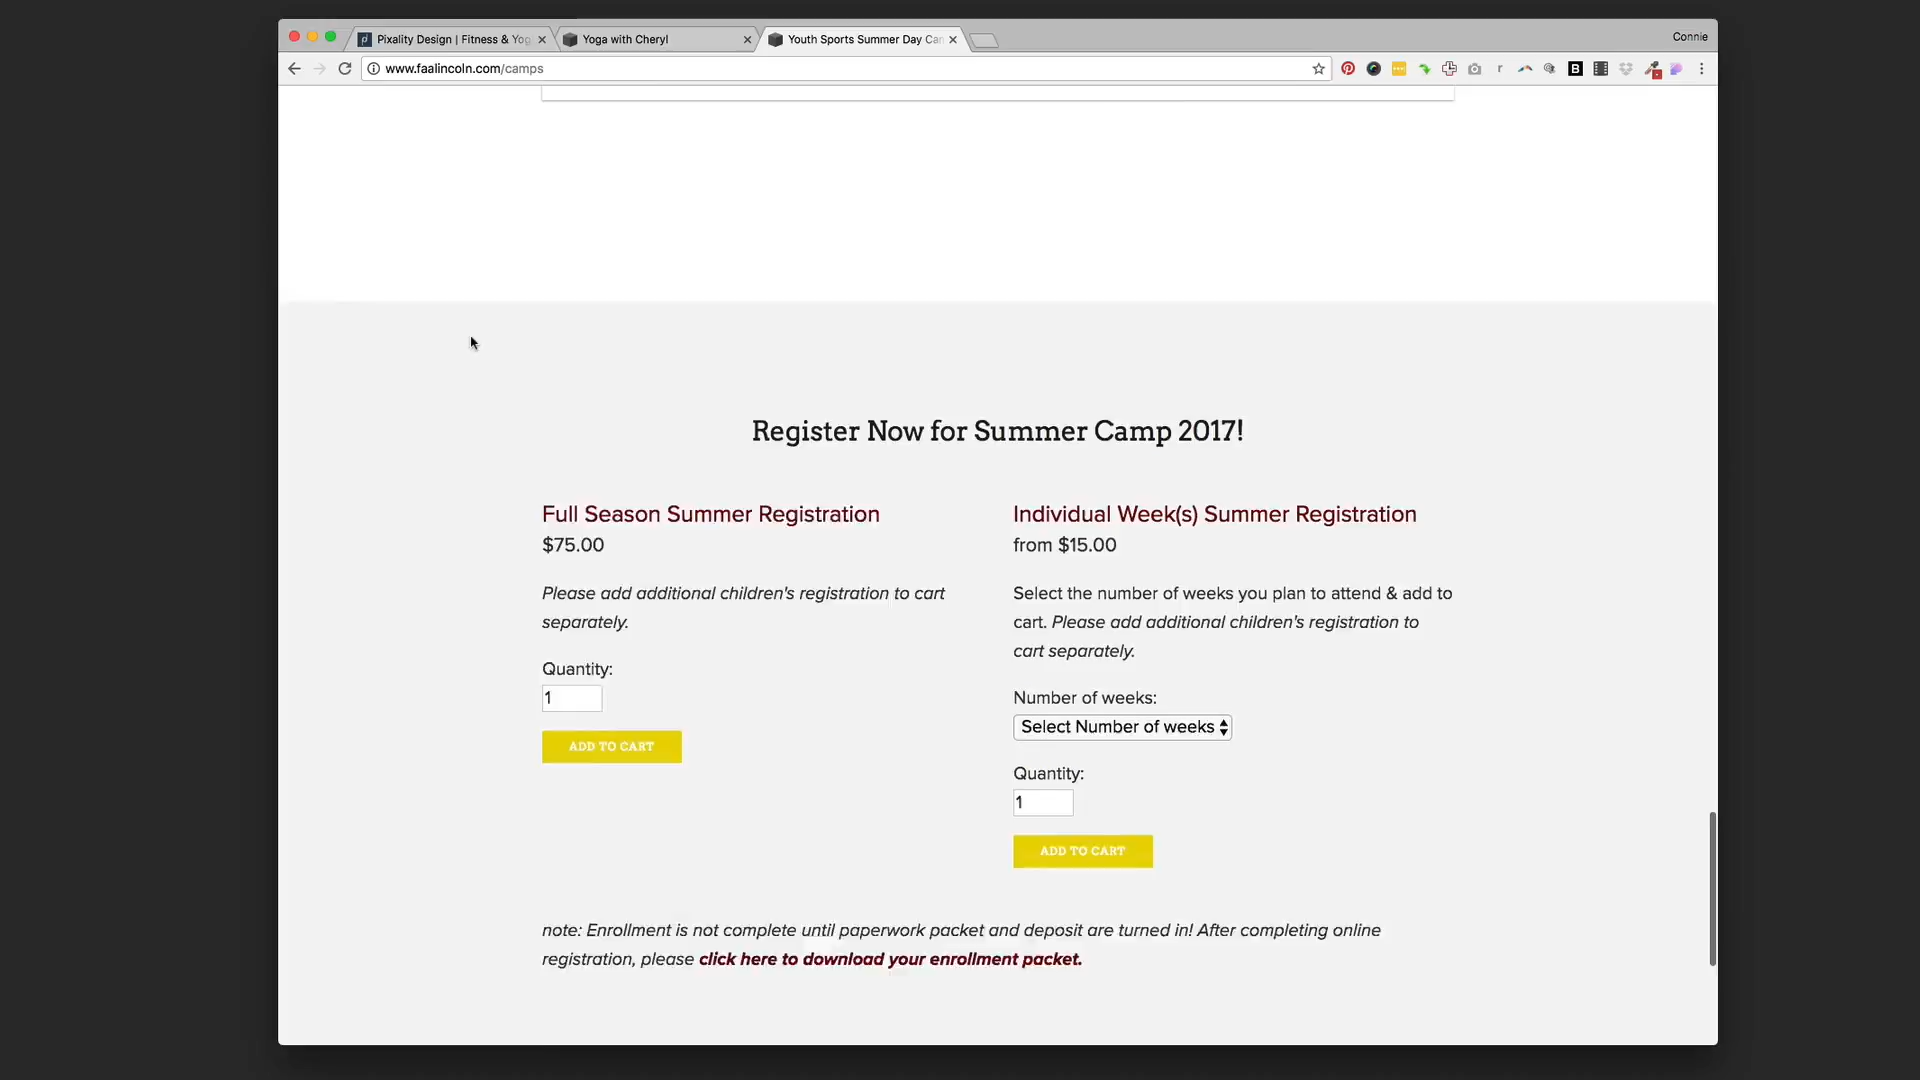 Pixality Design | Fitness & Yog
Yoga with Cheryl
Youth Sports Summer Day Car
Connie
www.faalincoln.com/camps
Register Now for Summer Camp 2017!
Full Season Summer Registration
$75.00
Please add additional children's registration to cart
separately.
Quantity:
1
ADD TO CART
Individual Week(s) Summer Registration
from $15.00
Select the number of weeks you plan to attend & add to
cart. Please add additional children's registration to
cart separately.
Number of weeks:
Select Number of weeks
Quantity:
1
ADD TO CART
note: Enrollment is not complete until paperwork packet and deposit are turned in! After completing online
registration, please click here to download your enrollment packet.